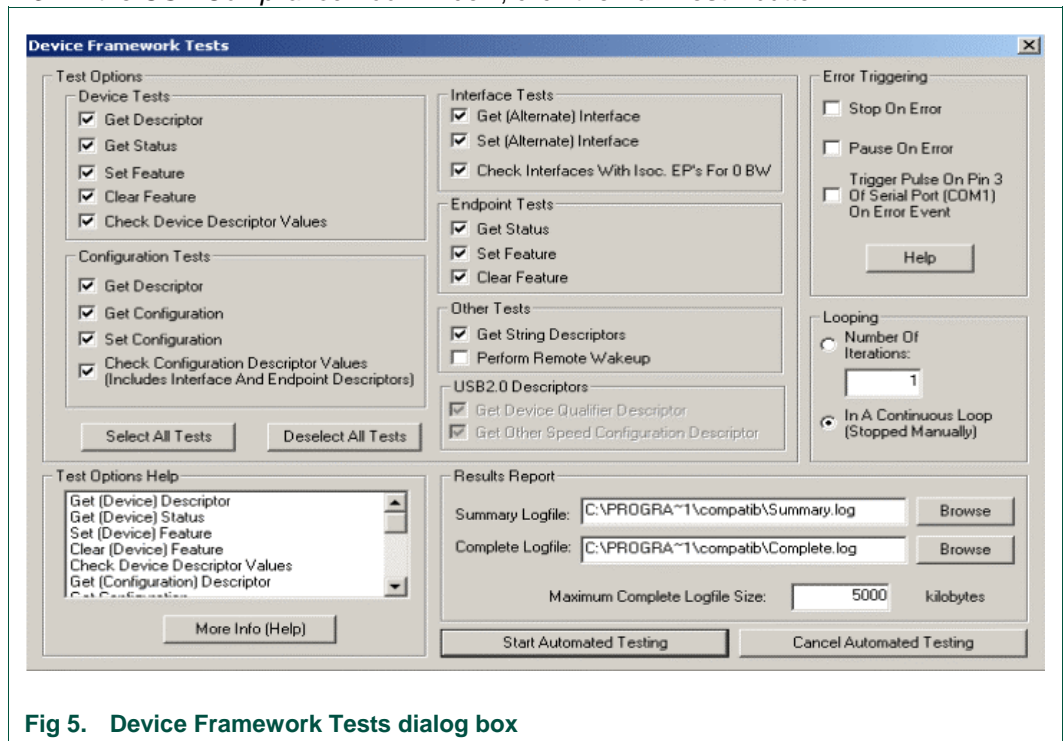 Device Framework Tests
Test Options
Device Tests
Get Descriptor
Get Status
Set Feature
Clear Feature
Check Device Descriptor Values
Configuration Tests
Get Descriptor
Get Configuration
Set Configuration
Check Configuration Descriptor Values
(Includes Interface And Endpoint Descriptors)
Select All Tests
Deselect All Tests
Interface Tests
Get (Alternate) Interface
Set (Alternate) Interface
Check Interfaces With Isoc. EP's For 0 BW
Endpoint Tests
Get Status
Set Feature
Clear Feature
Other Tests
Get String Descriptors
Perform Remote Wakeup
USB2.0 Descriptors
Get Device Qualifier Descriptor
Get Other Speed Configuration Descriptor
Error Triggering
Stop On Error
Pause On Error
Trigger Pulse On Pin 3
Of Serial Port (COM1)
On Error Event
Help
Looping
Number Of
Iterations:
1
In A Continuous Loop
(Stopped Manually)
Test Options Help
Get (Device) Descriptor
Get (Device) Status
Set (Device) Feature
Clear (Device) Feature
Check Device Descriptor Values
Get (Configuration) Descriptor
More Info (Help)
Results Report
Summary Logfile: C:\PROGRA~1\compatib\Summary.log Browse
Complete Logfile: C:\PROGRA~1\compatib\Complete.log Browse
Maximum Complete Logfile Size: 5000 kilobytes
Start Automated Testing
Cancel Automated Testing
Fig 5. Device Framework Tests dialog box